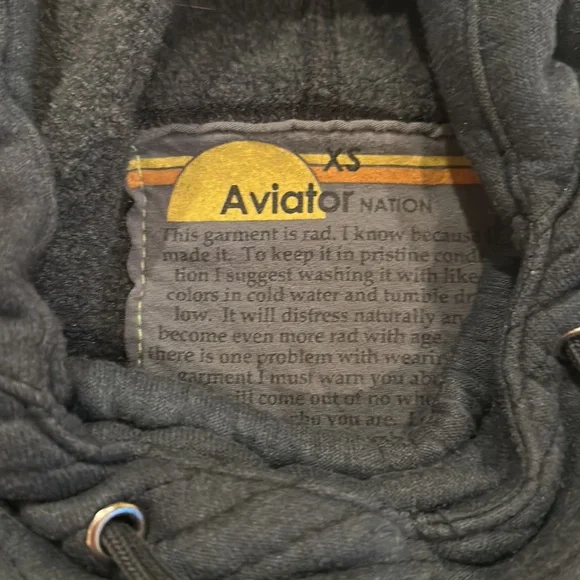 XS
Aviator NATION
This garment is rad. I know because
made it. To keep it in pristine cond
tion I suggest washing it with like
colors in cold water and tumble dr
low. It will distress naturally an
become even more rad with age.
there is one problem with wearin
garment I must warn you ab
will come out of no wh
who you are.